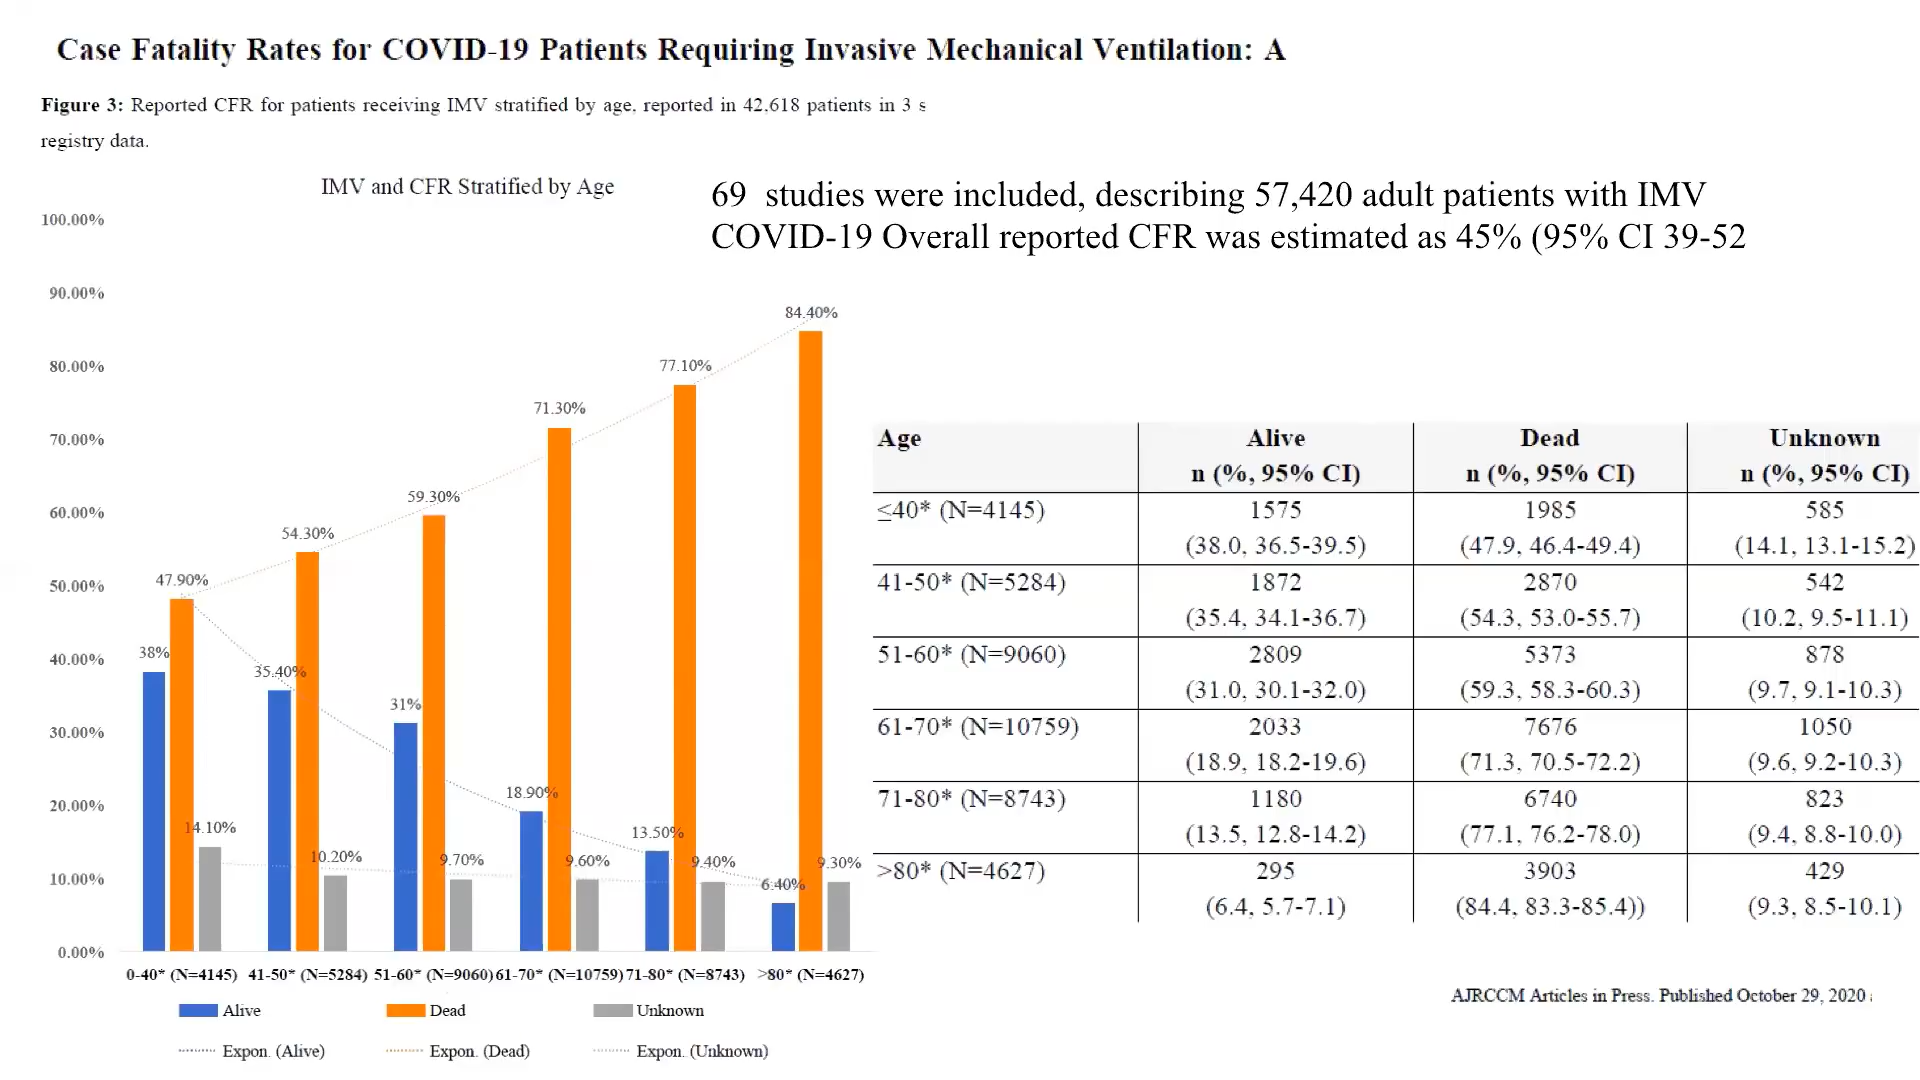 Case Fatality Rates for COVID-19 Patients Requiring Invasive Mechanical Ventilation: A
Figure 3: Reported CFR for patients receiving IMV stratified by age, reported in 42,618 patients in 3 s
registry data.
IMV and CFR Stratified by Age
69 studies were included, describing 57,420 adult patients with IMV
COVID-19 Overall reported CFR was estimated as 45% (95% CI 39-52
100.00%
90.00%
80.00%
70.00%
60.00%
50.00%
40.00%
30.00%
20.00%
10.00%
0.00%
38% 47.90% 14.10%
35.40% 54.30% 10.20%
31% 59.30% 9.70%
18.90% 71.30% 9.60%
13.50% 77.10% 9.40%
6.40% 84.40% 9.30%
0-40* (N=4145) 41-50* (N=5284) 51-60* (N=9060) 61-70* (N=10759) 71-80* (N=8743) >80* (N=4627)
Alive Dead Unknown
Expon. (Alive) Expon. (Dead) Expon. (Unknown)
Age Alive Dead Unknown
n (%, 95% CI) n (%, 95% CI) n (%, 95% CI)
≤40* (N=4145) 1575 1985 585
(38.0, 36.5-39.5) (47.9, 46.4-49.4) (14.1, 13.1-15.2)
41-50* (N=5284) 1872 2870 542
(35.4, 34.1-36.7) (54.3, 53.0-55.7) (10.2, 9.5-11.1)
51-60* (N=9060) 2809 5373 878
(31.0, 30.1-32.0) (59.3, 58.3-60.3) (9.7, 9.1-10.3)
61-70* (N=10759) 2033 7676 1050
(18.9, 18.2-19.6) (71.3, 70.5-72.2) (9.6, 9.2-10.3)
71-80* (N=8743) 1180 6740 823
(13.5, 12.8-14.2) (77.1, 76.2-78.0) (9.4, 8.8-10.0)
>80* (N=4627) 295 3903 429
(6.4, 5.7-7.1) (84.4, 83.3-85.4)) (9.3, 8.5-10.1)
AJRCCM Articles in Press. Published October 29, 2020